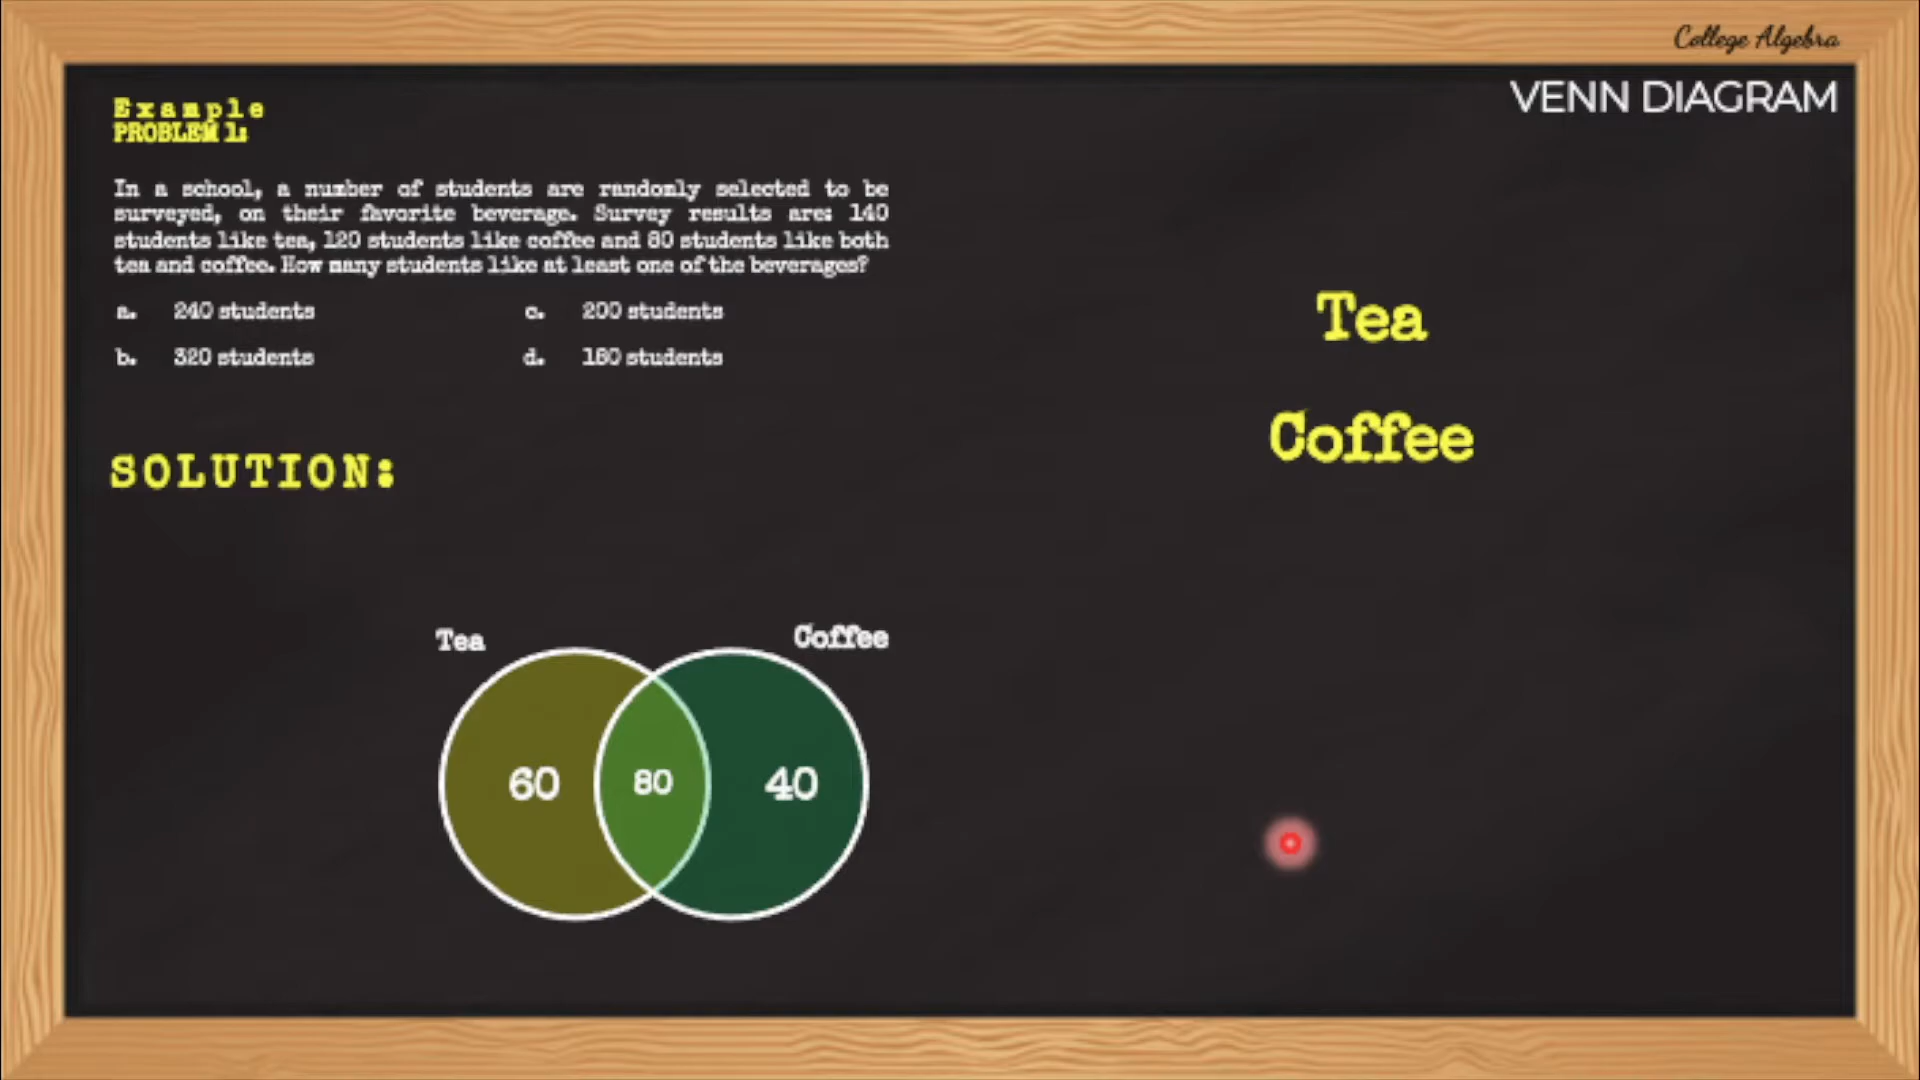 College Algebra
VENN DIAGRAM
Example
PROBLEM 1:
In a school, a number of students are randomly selected to be
surveyed, on their favorite beverage. Survey results are: 140
students like tea, 120 students like coffee and 80 students like both
tea and coffee. How many students like at least one of the beverages?
a. 240 students
c. 200 students
b. 320 students
d. 180 students
Tea
Coffee
SOLUTION:
Tea
Coffee
60
80
40